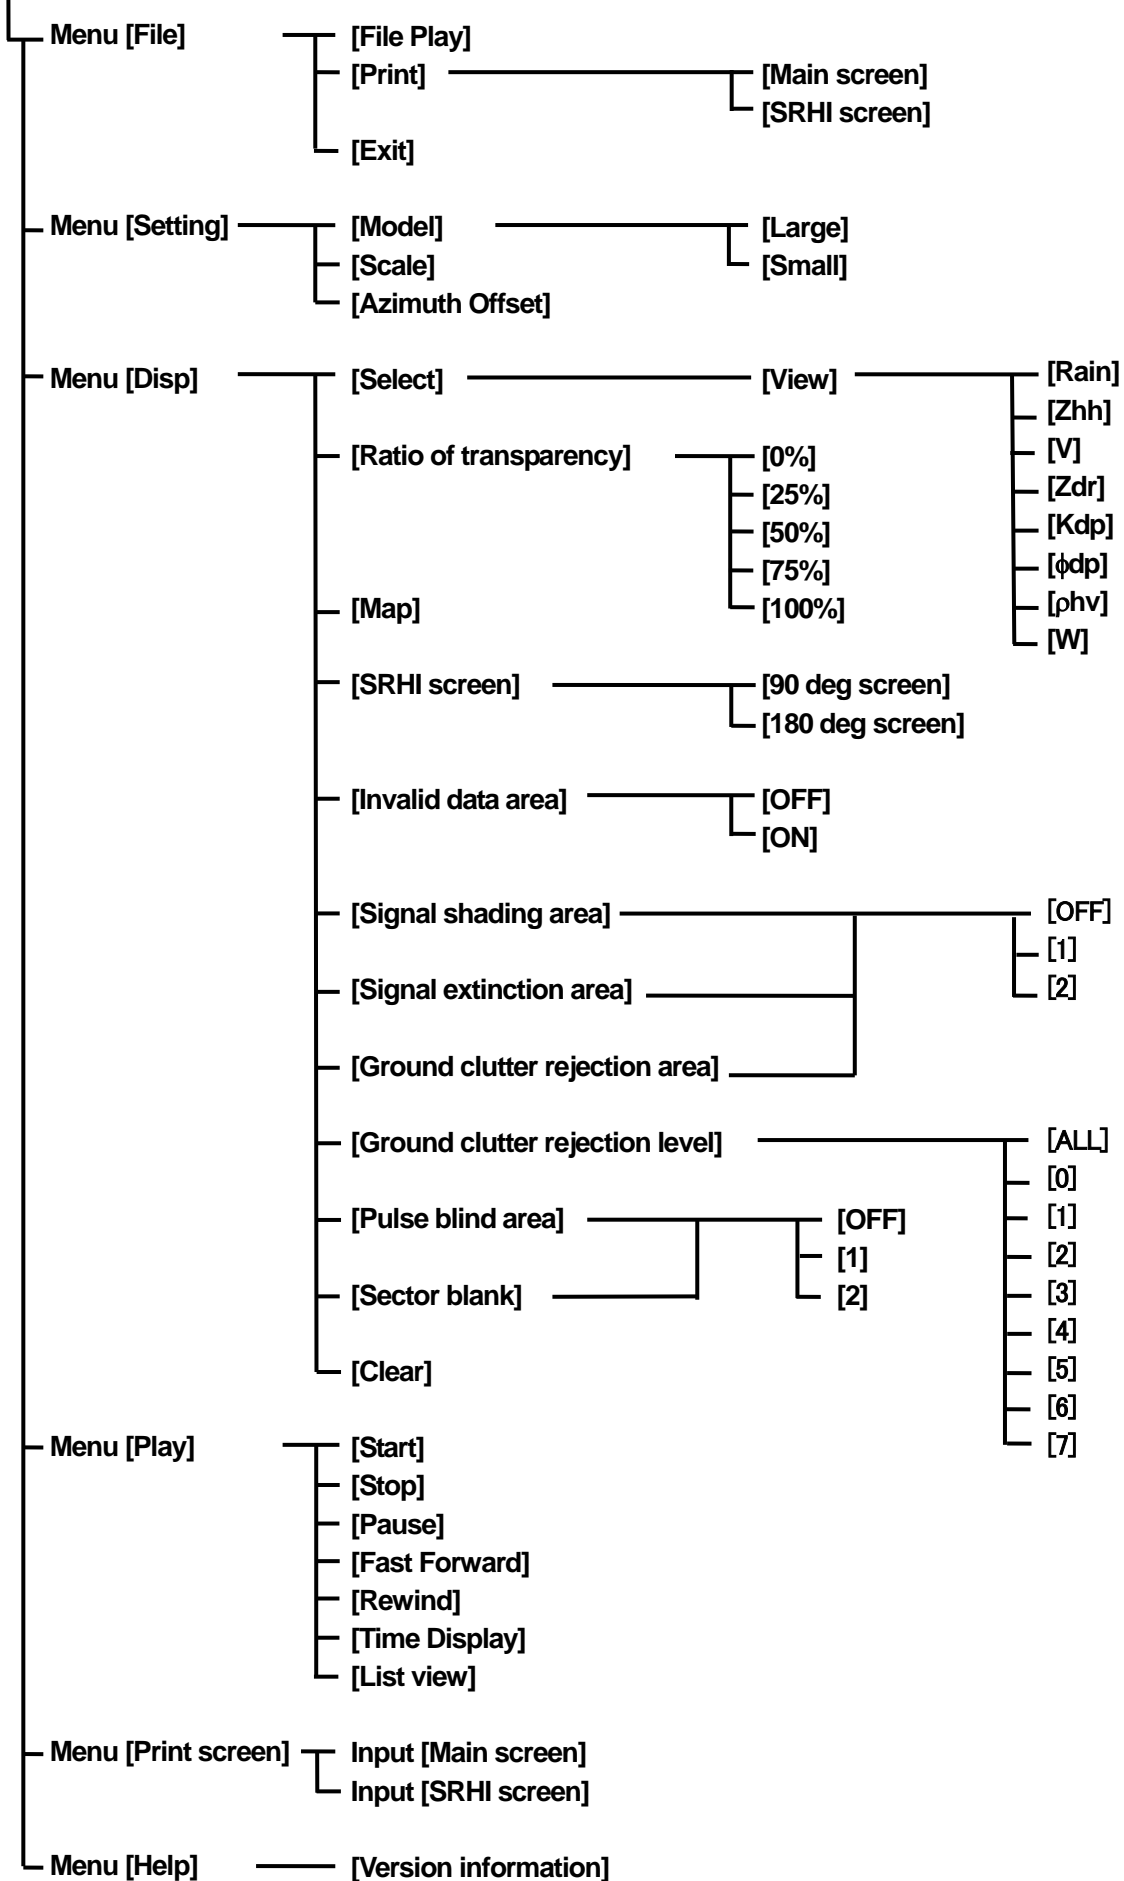 Menu [File] [File Play]
[Print] [Main screen]
[SRHI screen]
[Exit]
Menu [Setting] [Model] [Large]
[Scale] [Small]
[Azimuth Offset]
Menu [Disp] [Select] [View] [Rain]
[Zhh]
[V]
[Ratio of transparency] [0%]
[25%] [Zdr]
[50%] [Kdp]
[75%] [ϕdp]
[Map] [100%] [ρhv]
[W]
[SRHI screen] [90 deg screen]
[180 deg screen]
[Invalid data area] [OFF]
[ON]
[Signal shading area] [OFF]
[1]
[Signal extinction area] [2]
[Ground clutter rejection area]
[Ground clutter rejection level] [ALL]
[0]
[Pulse blind area] [OFF] [1]
[1] [2]
[Sector blank] [2] [3]
[4]
[Clear] [5]
[6]
Menu [Play] [Start] [7]
[Stop]
[Pause]
[Fast Forward]
[Rewind]
[Time Display]
[List view]
Menu [Print screen] Input [Main screen]
Input [SRHI screen]
Menu [Help] [Version information]